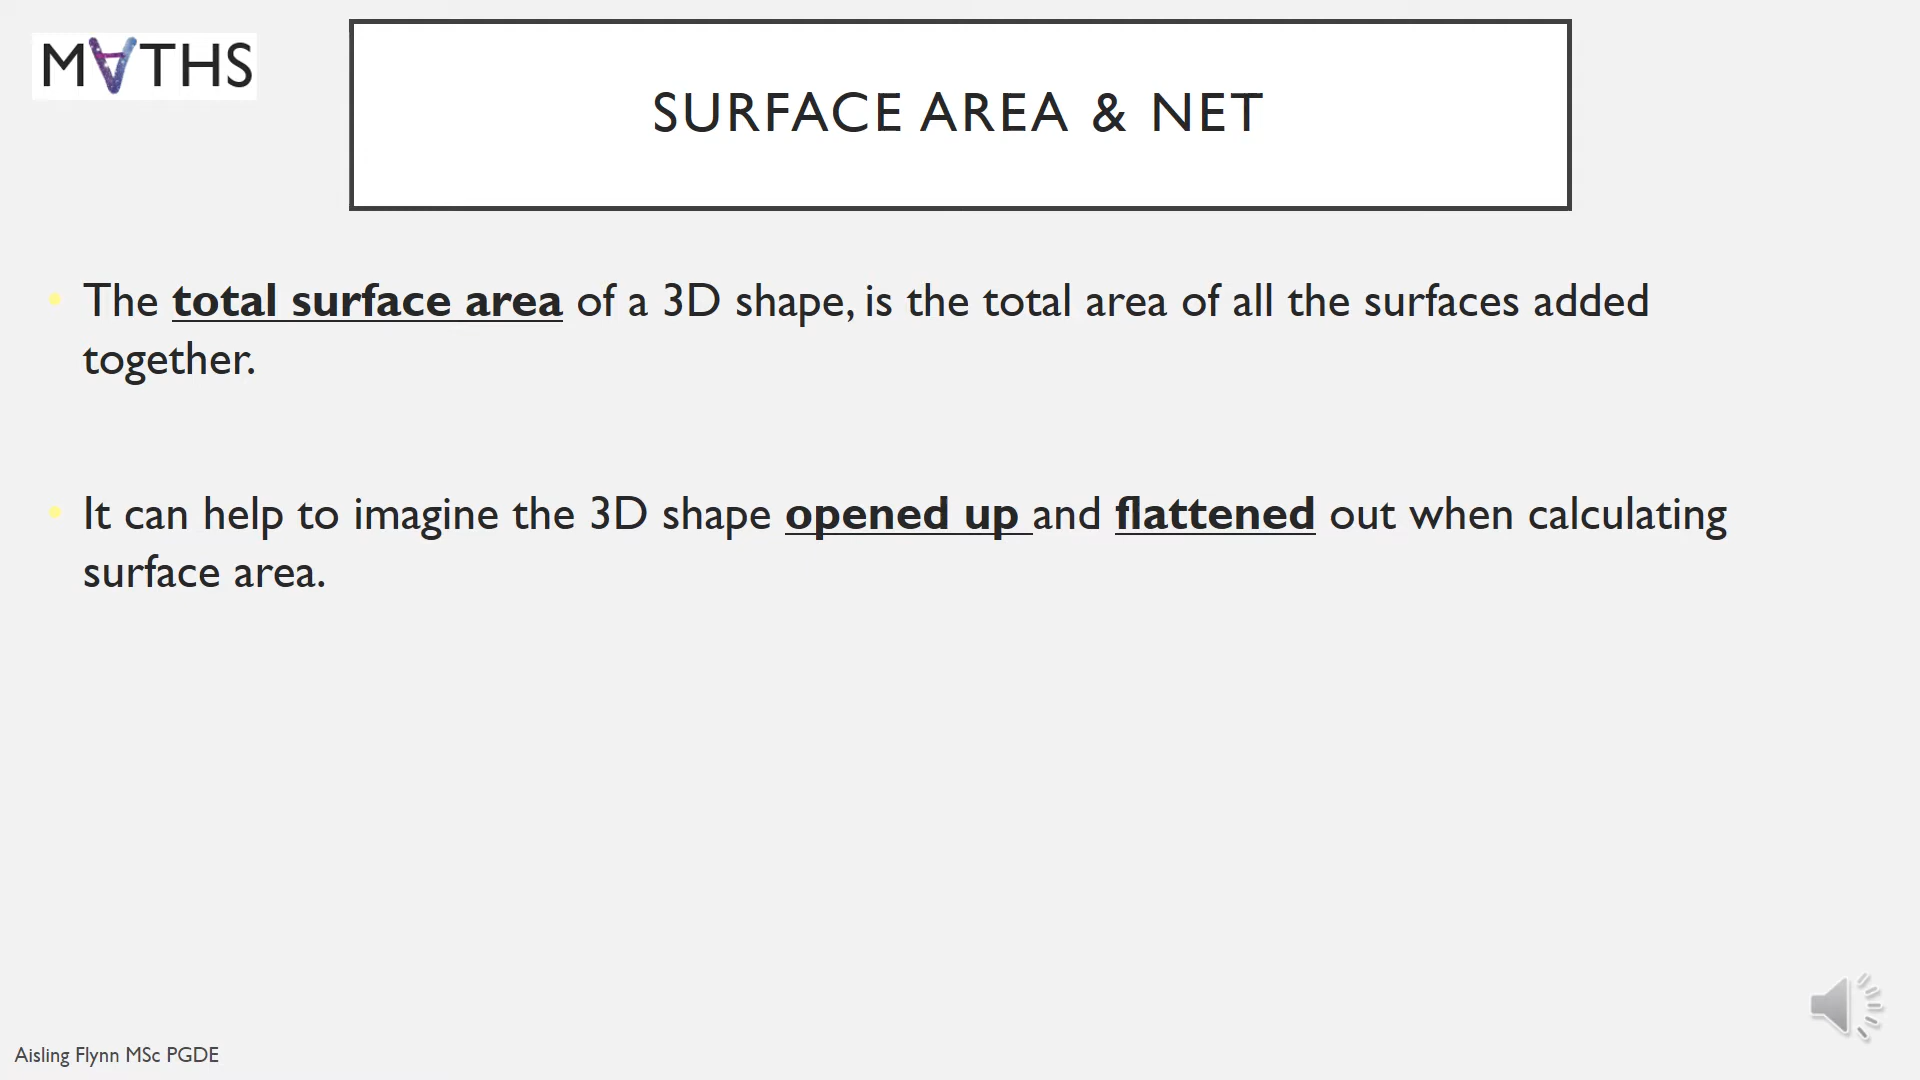 M∀THS
SURFACE AREA & NET
The total surface area of a 3D shape, is the total area of all the surfaces added
together.
It can help to imagine the 3D shape opened up and flattened out when calculating
surface area.
Aisling Flynn MSc PGDE